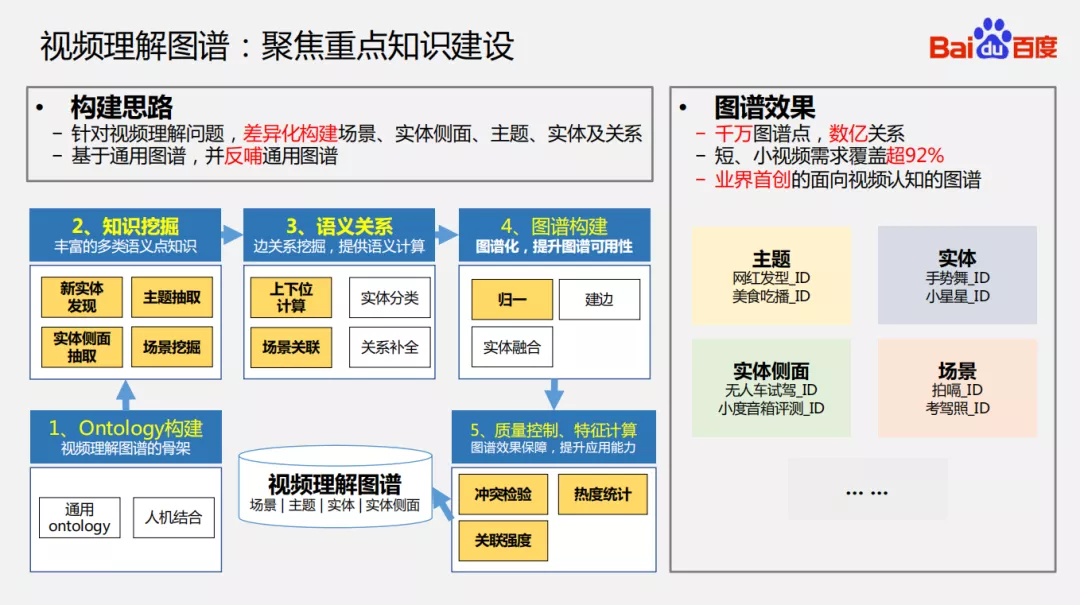 视频理解图谱：聚焦重点知识建设
Bai du 百度
• 构建思路
– 针对视频理解问题，差异化构建场景、实体侧面、主题、实体及关系
– 基于通用图谱，并反哺通用图谱
2、知识挖掘
丰富的多类语义点知识
新实体
发现
主题抽取
实体侧面
抽取
场景挖掘
3、语义关系
边关系挖掘，提供语义计算
上下位
计算
实体分类
场景关联
关系补全
4、图谱构建
图谱化，提升图谱可用性
归一
建边
实体融合
1、Ontology构建
视频理解图谱的骨架
通用
ontology
人机结合
视频理解图谱
场景 | 主题 | 实体 | 实体侧面
5、质量控制、特征计算
图谱效果保障，提升应用能力
冲突检验
热度统计
关联强度
• 图谱效果
– 千万图谱点，数亿关系
– 短、小视频需求覆盖超92%
– 业界首创的面向视频认知的图谱
主题
网红发型_ID
美食吃播_ID
实体
手势舞_ID
小星星_ID
实体侧面
无人车试驾_ID
小度音箱评测_ID
场景
拍嗝_ID
考驾照_ID
... ...